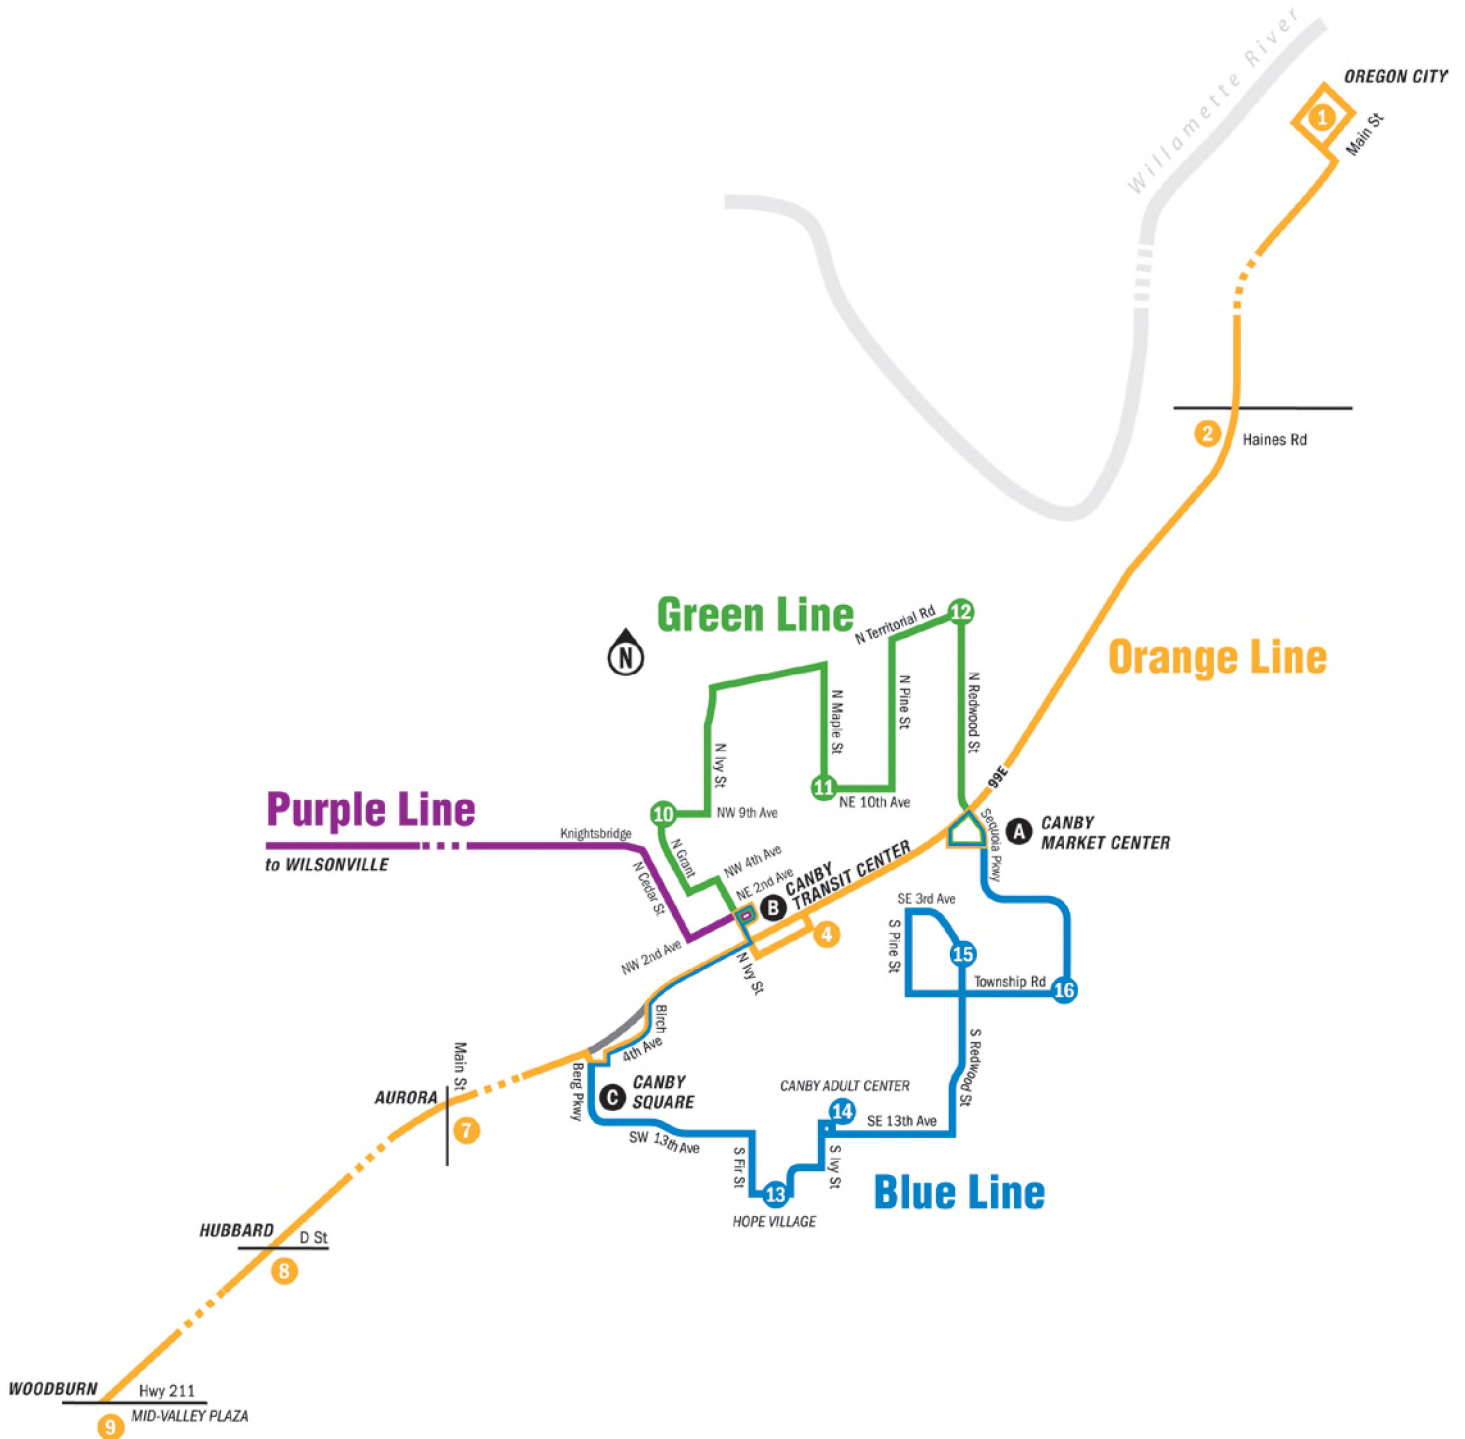 Willamette River
OREGON CITY
1
Main St
2
Haines Rd
Green Line
N Territorial Rd
12
N
Orange Line
N Pine St
N Redwood St
N Maple St
N Ivy St
99E
11
NE 10th Ave
Purple Line
10
NW 9th Ave
Sequoia Pkwy
A
CANBY
MARKET CENTER
Knightsbridge
to WILSONVILLE
N Grant
NW 4th Ave
N Cedar St
NE 2nd Ave
B
CANBY
TRANSIT CENTER
SE 3rd Ave
4
S Pine St
NW 2nd Ave
N Ivy St
15
Township Rd
16
Birch
4th Ave
S Redwood St
Main St
Berg Pkwy
C
CANBY
SQUARE
CANBY ADULT CENTER
14
AURORA
7
SE 13th Ave
SW 13th Ave
S Fir St
S Ivy St
13
HOPE VILLAGE
Blue Line
HUBBARD
D St
8
WOODBURN
Hwy 211
MID-VALLEY PLAZA
9